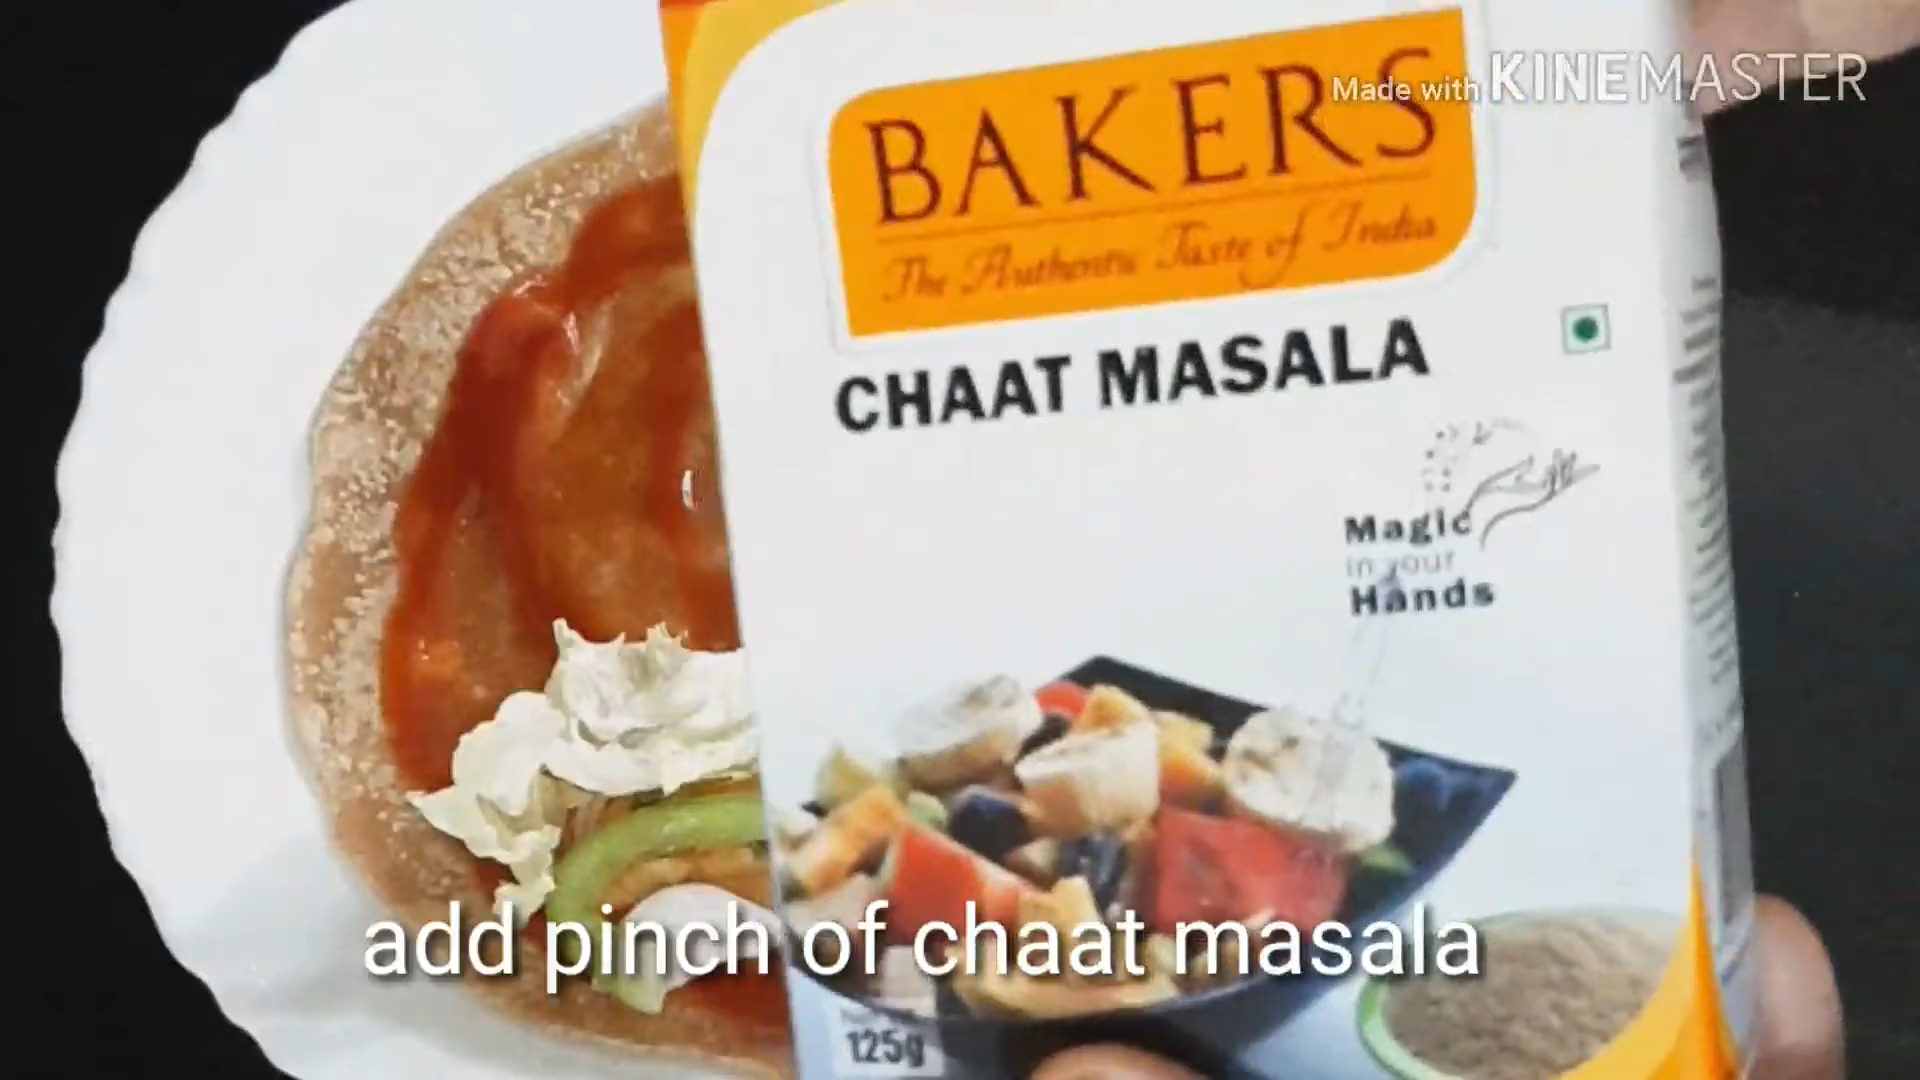 Made with KINEMASTER
BAKERS
The Authentic Taste of India
CHAAT MASALA
Magic
in your
Hands
add pinch of chaat masala
125g